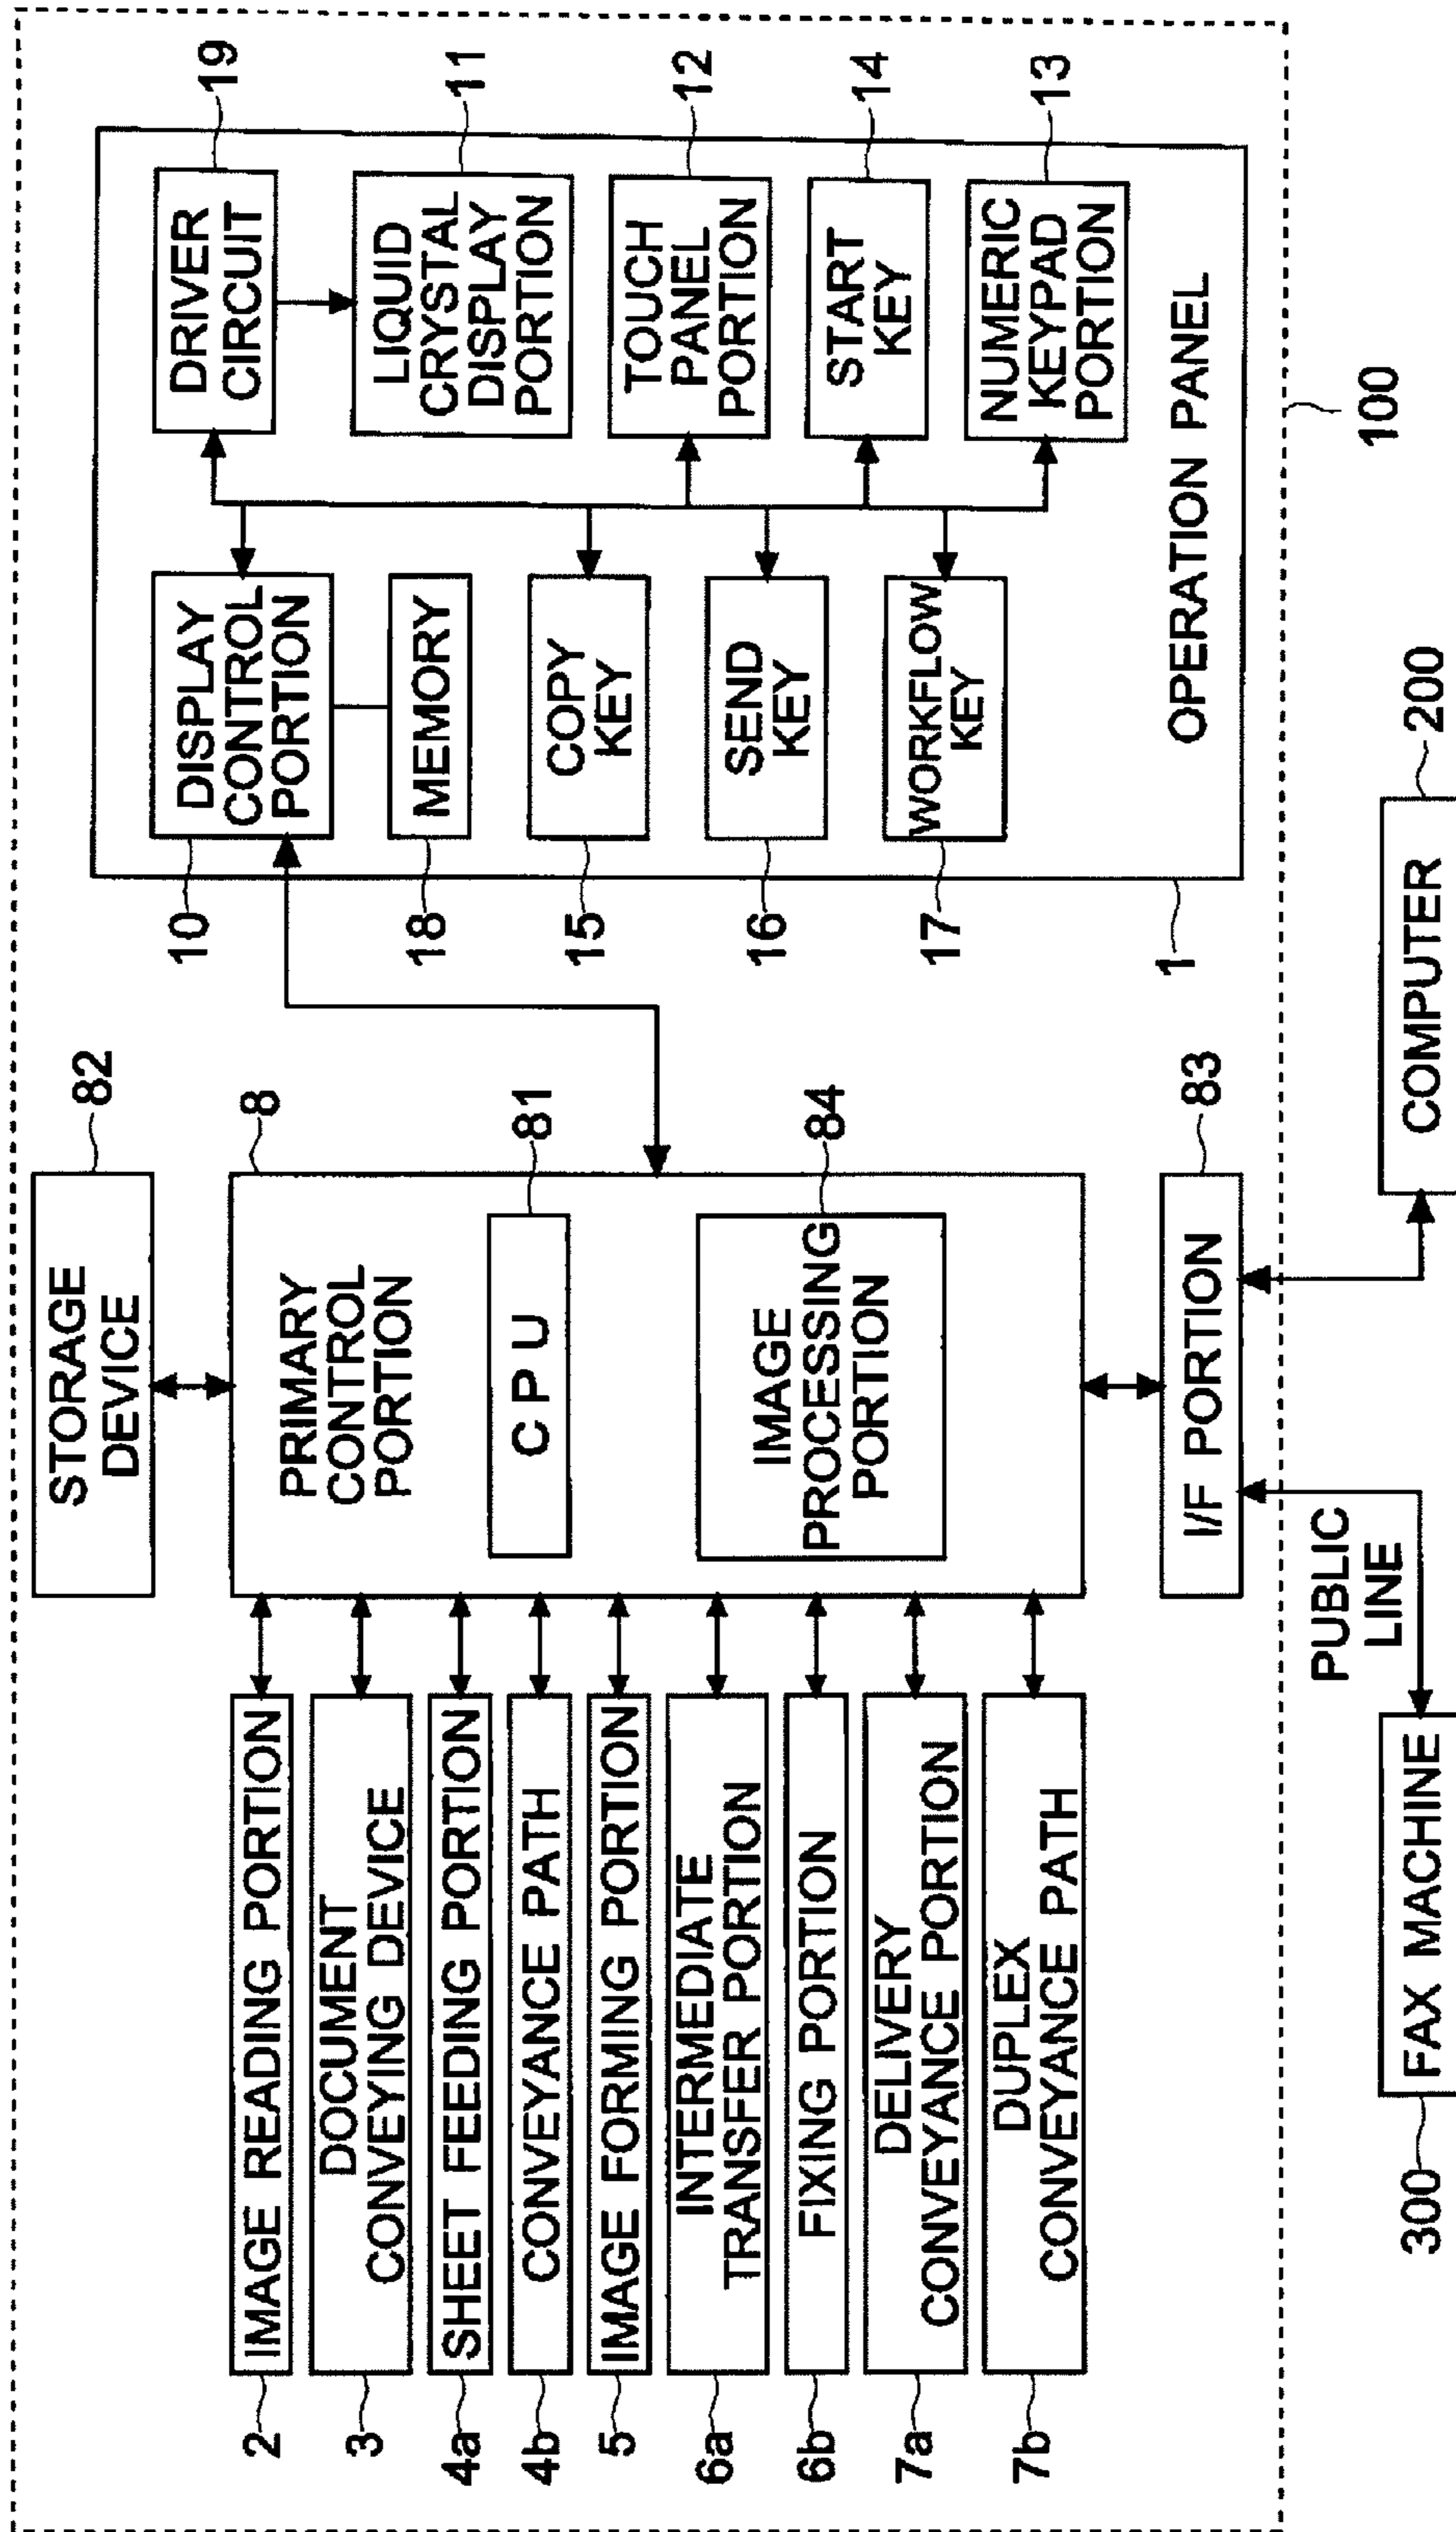 STORAGE
DEVICE
82
2
IMAGE READING PORTION
3
DOCUMENT
CONVEYING DEVICE
4a
SHEET FEEDING PORTION
4b
CONVEYANCE PATH
5
IMAGE FORMING PORTION
6a
INTERMEDIATE
TRANSFER PORTION
6b
FIXING PORTION
7a
DELIVERY
CONVEYANCE PORTION
7b
DUPLEX
CONVEYANCE PATH
8
PRIMARY
CONTROL
PORTION
81
CPU
84
IMAGE
PROCESSING
PORTION
83
I/F PORTION
10
DISPLAY
CONTROL
PORTION
18
MEMORY
15
COPY
KEY
16
SEND
KEY
17
WORKFLOW
KEY
19
DRIVER
CIRCUIT
11
LIQUID
CRYSTAL
DISPLAY
PORTION
12
TOUCH
PANEL
PORTION
14
START
KEY
13
NUMERIC
KEYPAD
PORTION
1
OPERATION PANEL
100
PUBLIC
LINE
300
FAX MACHINE
COMPUTER
200